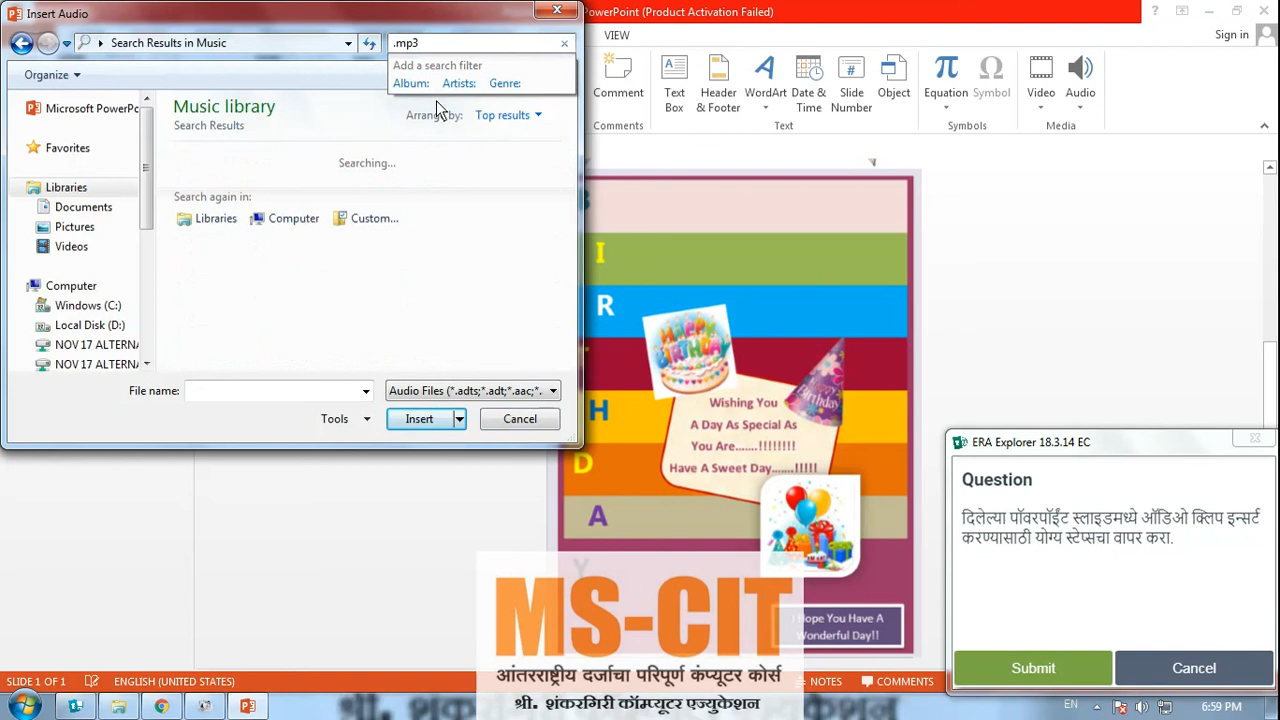 Insert Audio
PowerPoint (Product Activation Failed)
Search Results in Music
.mp3
VIEW
Sign in
Add a search filter
Album: Artists: Genre:
Organize
Microsoft PowerPo
Favorites
Libraries
Documents
Pictures
Videos
Computer
Windows (C:)
Local Disk (D:)
NOV 17 ALTERNA
NOV 17 ALTERNA
Music library
Search Results
Arrange by: Top results
Searching...
Search again in:
Libraries Computer Custom...
File name:
Audio Files (*.adts;*.adt;*.aac;*.
Tools
Insert
Cancel
Comment
Text Box
Header & Footer
WordArt
Date & Time
Slide Number
Object
Equation
Symbol
Video
Audio
Comments
Text
Symbols
Media
I
R
H
D
A
Y
HAPPY BIRTHDAY
Wishing You
A Day As Special As
You Are.......!!!!!!!!
Have A Sweet Day.......!!!!!
I Hope You Have A
Wonderful Day!!
ERA Explorer 18.3.14 EC
Question
दिलेल्या पॉवरपॉईंट स्लाइडमध्ये ऑडिओ क्लिप इन्सर्ट
करण्यासाठी योग्य स्टेप्सचा वापर करा.
Submit
Cancel
MS-CIT
आंतरराष्ट्रीय दर्जाचा परिपूर्ण कंप्यूटर कोर्स
श्री. शंकरगिरी कॉम्प्यूटर एज्युकेशन
SLIDE 1 OF 1
ENGLISH (UNITED STATES)
NOTES
COMMENTS
EN
6:59 PM